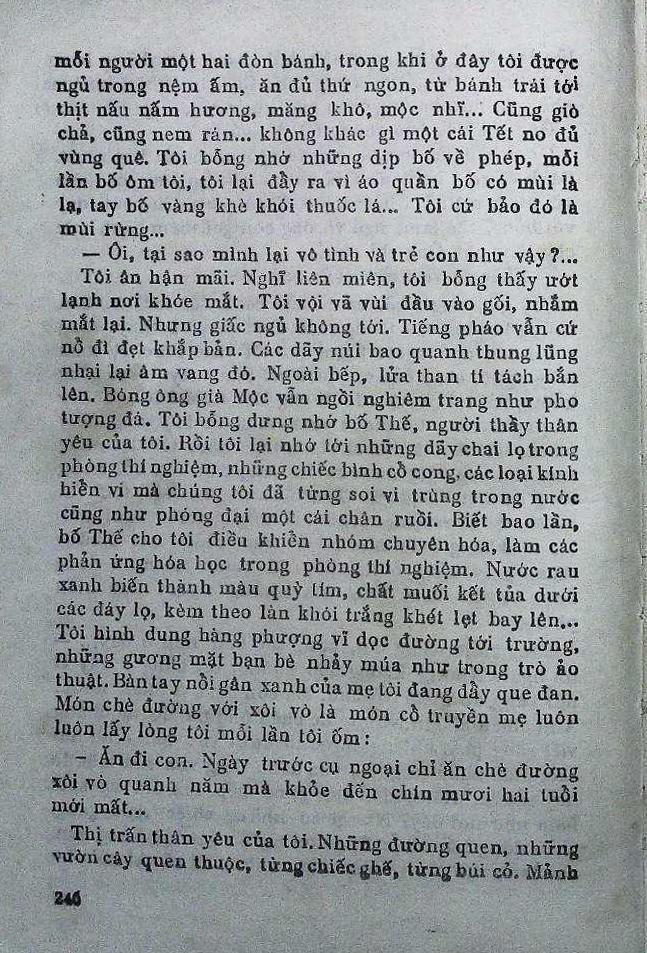 mỗi người một hai đòn bánh, trong khi ở đây tôi được
ngủ trong nệm ấm, ăn đủ thứ ngon, từ bánh trái tới
thịt nấu nấm hương, măng khô, mộc nhĩ... Cũng giò
chả, cũng nem rán... không khác gì một cái Tết no đủ
vùng quê. Tôi bỗng nhớ những dịp bố về phép, mỗi
lần bố ôm tôi, tôi lại đẩy ra vì áo quần bố có mùi là
lạ, tay bố vàng khè khói thuốc lá... Tôi cứ bảo đó là
mùi rừng...
— Ôi, tại sao mình lại vô tình và trẻ con như vậy?...
Tôi ân hận mãi. Nghĩ liên miên, tôi bỗng thấy ướt
lạnh nơi khóe mắt. Tôi vội vã vùi đầu vào gối, nhắm
mắt lại. Nhưng giấc ngủ không tới. Tiếng pháo vẫn cứ
nổ đì đẹt khắp bản. Các dãy núi bao quanh thung lũng
nhại lại âm vang đó. Ngoài bếp, lửa than tí tách bắn
lên. Bóng ông già Mộc vẫn ngồi nghiêm trang như pho
tượng đá. Tôi bỗng dưng nhớ bố Thế, người thầy thân
yêu của tôi. Rồi tôi lại nhớ tới những dãy chai lọ trong
phòng thí nghiệm, những chiếc bình cổ cong, các loại kính
hiển vi mà chúng tôi đã từng soi vi trùng trong nước
cũng như phóng đại một cái chân ruồi. Biết bao lần,
bố Thế cho tôi điều khiển nhóm chuyên hóa, làm các
phản ứng hóa học trong phòng thí nghiệm. Nước rau
xanh biến thành màu quỳ tím, chất muối kết tủa dưới
các đáy lọ, kèm theo làn khói trắng khét lẹt bay lên...
Tôi hình dung hàng phượng vĩ dọc đường tới trường,
những gương mặt bạn bè nhảy múa như trong trò ảo
thuật. Bàn tay nổi gân xanh của mẹ tôi đang đẩy que đan.
Món chè đường với xôi vò là món cổ truyền mẹ luôn
luôn lấy lòng tôi mỗi lần tôi ốm:
— Ăn đi con. Ngày trước cụ ngoại chỉ ăn chè đường
xôi vò quanh năm mà khỏe đến chín mươi hai tuổi
mới mất...
Thị trấn thân yêu của tôi. Những đường quen, những
vườn cây quen thuộc, từng chiếc ghế, từng búi cỏ. Mảnh
246